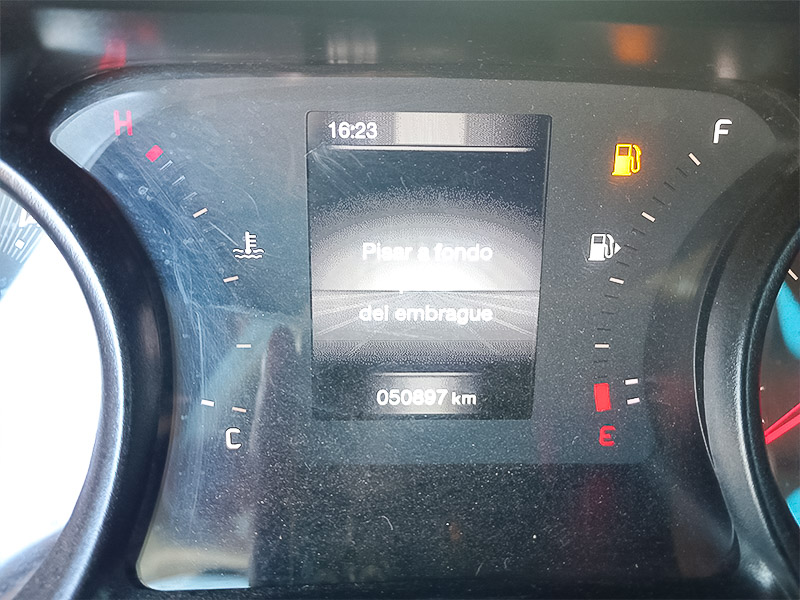 H
16:23
F
Pisar a fondo
del embrague
050897 km
C
E